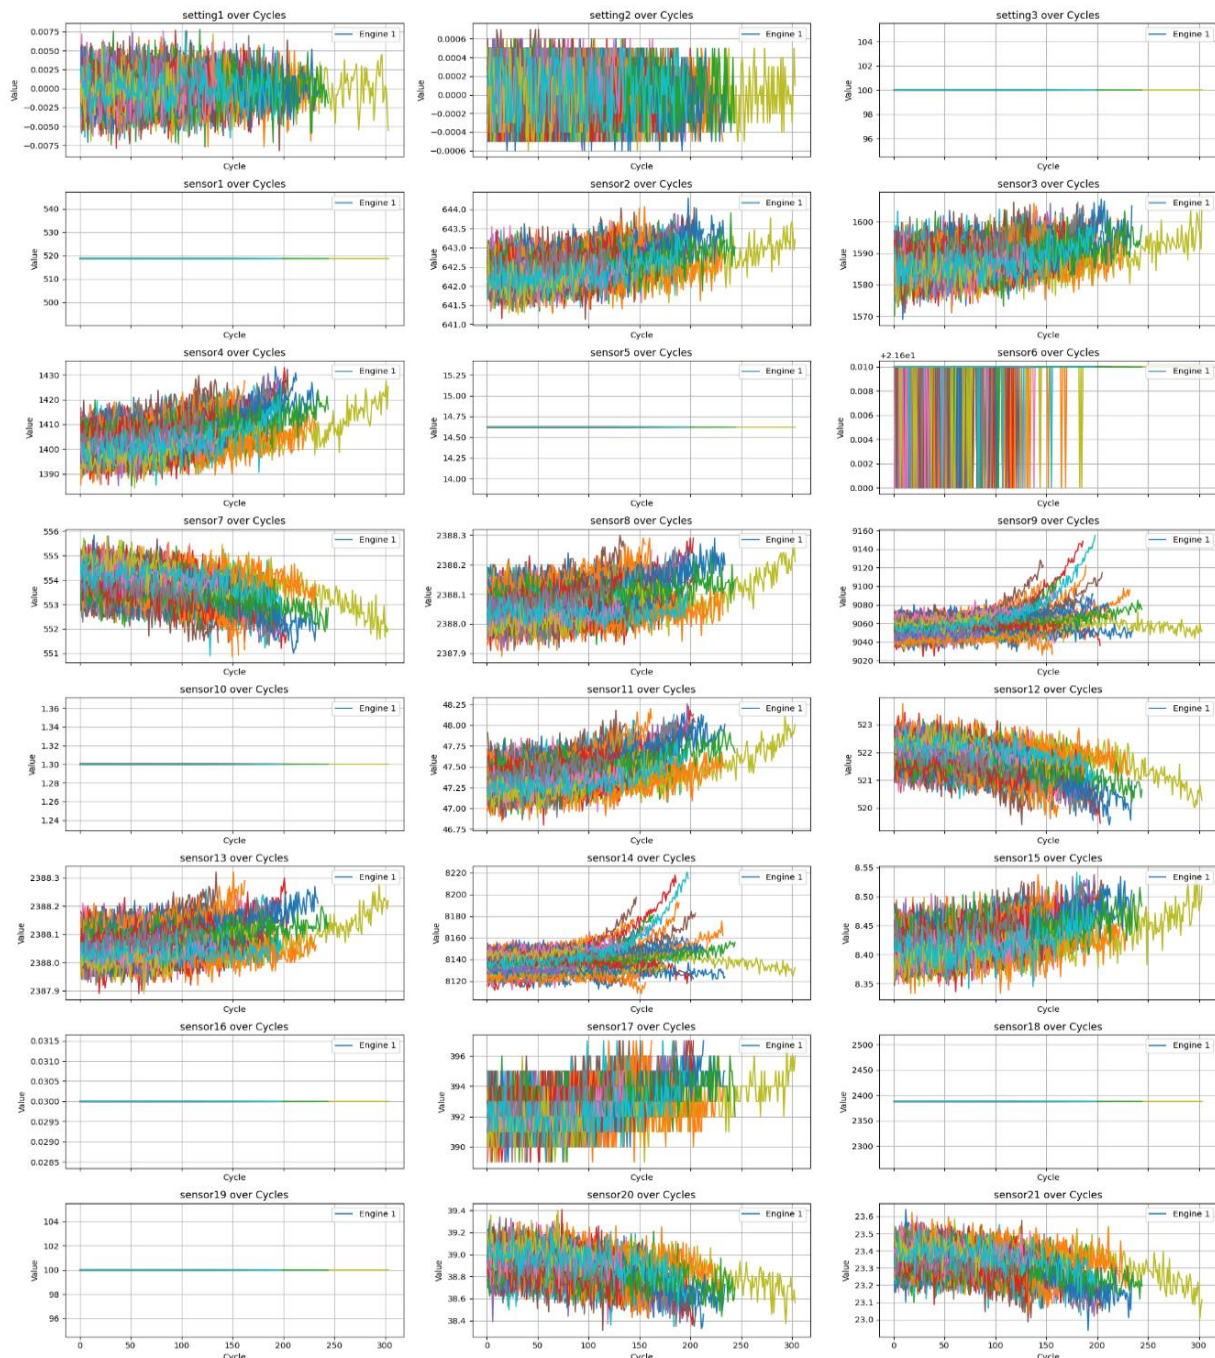 setting1 over Cycles
Engine 1
0.0075
0.0050
0.0025
0.0000
−0.0025
−0.0050
−0.0075
Value
Cycle
setting2 over Cycles
Engine 1
0.0006
0.0004
0.0002
0.0000
−0.0002
−0.0004
−0.0006
Value
Cycle
setting3 over Cycles
Engine 1
104
102
100
98
96
Value
Cycle
sensor1 over Cycles
Engine 1
540
530
520
510
500
Value
Cycle
sensor2 over Cycles
Engine 1
644.0
643.5
643.0
642.5
642.0
641.5
641.0
Value
Cycle
sensor3 over Cycles
Engine 1
1600
1590
1580
1570
Value
Cycle
sensor4 over Cycles
Engine 1
1430
1420
1410
1400
1390
Value
Cycle
sensor5 over Cycles
Engine 1
15.25
15.00
14.75
14.50
14.25
14.00
Value
Cycle
+2.16e1
sensor6 over Cycles
Engine 1
0.010
0.008
0.006
0.004
0.002
0.000
Value
Cycle
sensor7 over Cycles
Engine 1
556
555
554
553
552
551
Value
Cycle
sensor8 over Cycles
Engine 1
2388.3
2388.2
2388.1
2388.0
2387.9
Value
Cycle
sensor9 over Cycles
Engine 1
9160
9140
9120
9100
9080
9060
9040
9020
Value
Cycle
sensor10 over Cycles
Engine 1
1.36
1.34
1.32
1.30
1.28
1.26
1.24
Value
Cycle
sensor11 over Cycles
Engine 1
48.25
48.00
47.75
47.50
47.25
47.00
46.75
Value
Cycle
sensor12 over Cycles
Engine 1
523
522
521
520
Value
Cycle
sensor13 over Cycles
Engine 1
2388.3
2388.2
2388.1
2388.0
2387.9
Value
Cycle
sensor14 over Cycles
Engine 1
8220
8200
8180
8160
8140
8120
Value
Cycle
sensor15 over Cycles
Engine 1
8.55
8.50
8.45
8.40
8.35
Value
Cycle
sensor16 over Cycles
Engine 1
0.0315
0.0310
0.0305
0.0300
0.0295
0.0290
0.0285
Value
Cycle
sensor17 over Cycles
Engine 1
396
394
392
390
Value
Cycle
sensor18 over Cycles
Engine 1
2500
2450
2400
2350
2300
Value
Cycle
sensor19 over Cycles
Engine 1
104
102
100
98
96
Value
0 50 100 150 200 250 300
Cycle
sensor20 over Cycles
Engine 1
39.4
39.2
39.0
38.8
38.6
38.4
Value
0 50 100 150 200 250 300
Cycle
sensor21 over Cycles
Engine 1
23.6
23.5
23.4
23.3
23.2
23.1
23.0
Value
0 50 100 150 200 250 300
Cycle